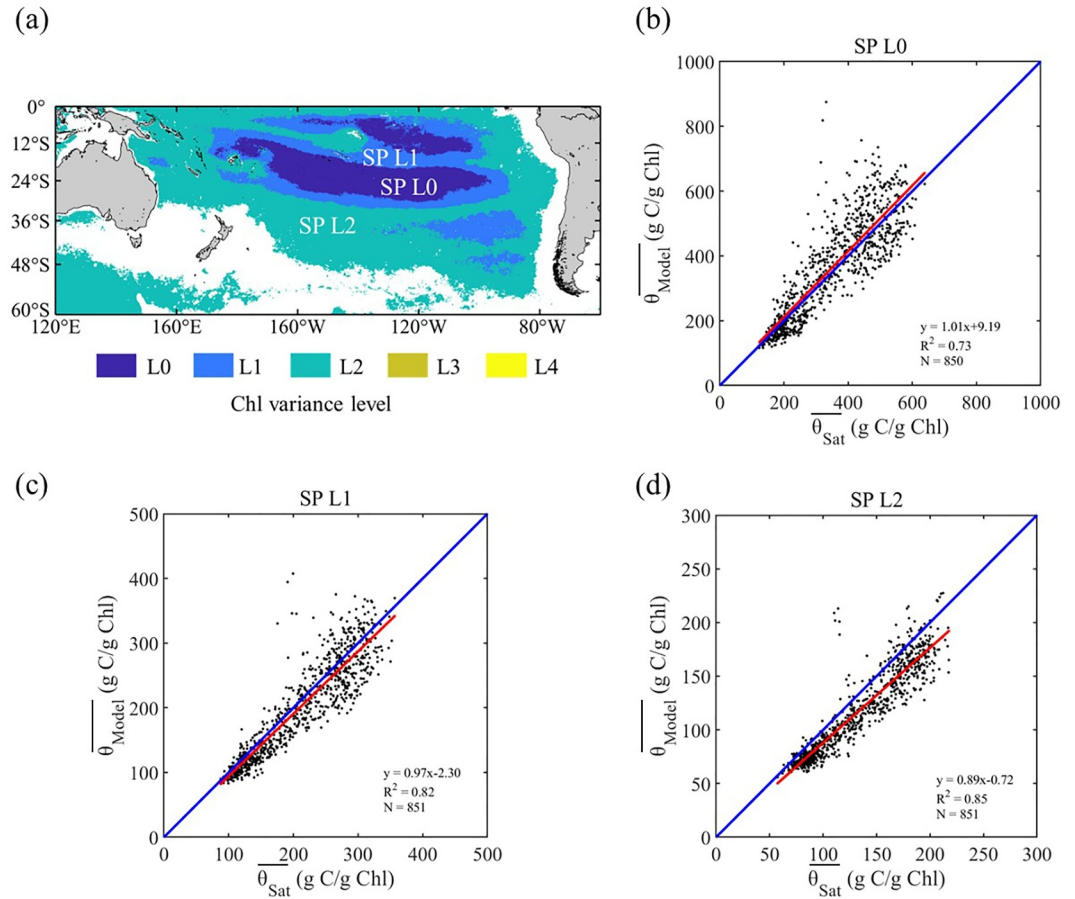 (a)
0°
12°S
24°S
36°S
48°S
60°S
120°E 160°E 160°W 120°W 80°W
SP L1
SP L0
SP L2
L0 L1 L2 L3 L4
Chl variance level
(b)
SP L0
1000
800
600
400
200
0
0 200 400 600 800 1000
θModel (g C/g Chl)
θSat (g C/g Chl)
y = 1.01x+9.19
R² = 0.73
N = 850
(c)
SP L1
500
400
300
200
100
0
0 100 200 300 400 500
θModel (g C/g Chl)
θSat (g C/g Chl)
y = 0.97x-2.30
R² = 0.82
N = 851
(d)
SP L2
300
250
200
150
100
50
0
0 50 100 150 200 250 300
θModel (g C/g Chl)
θSat (g C/g Chl)
y = 0.89x-0.72
R² = 0.85
N = 851